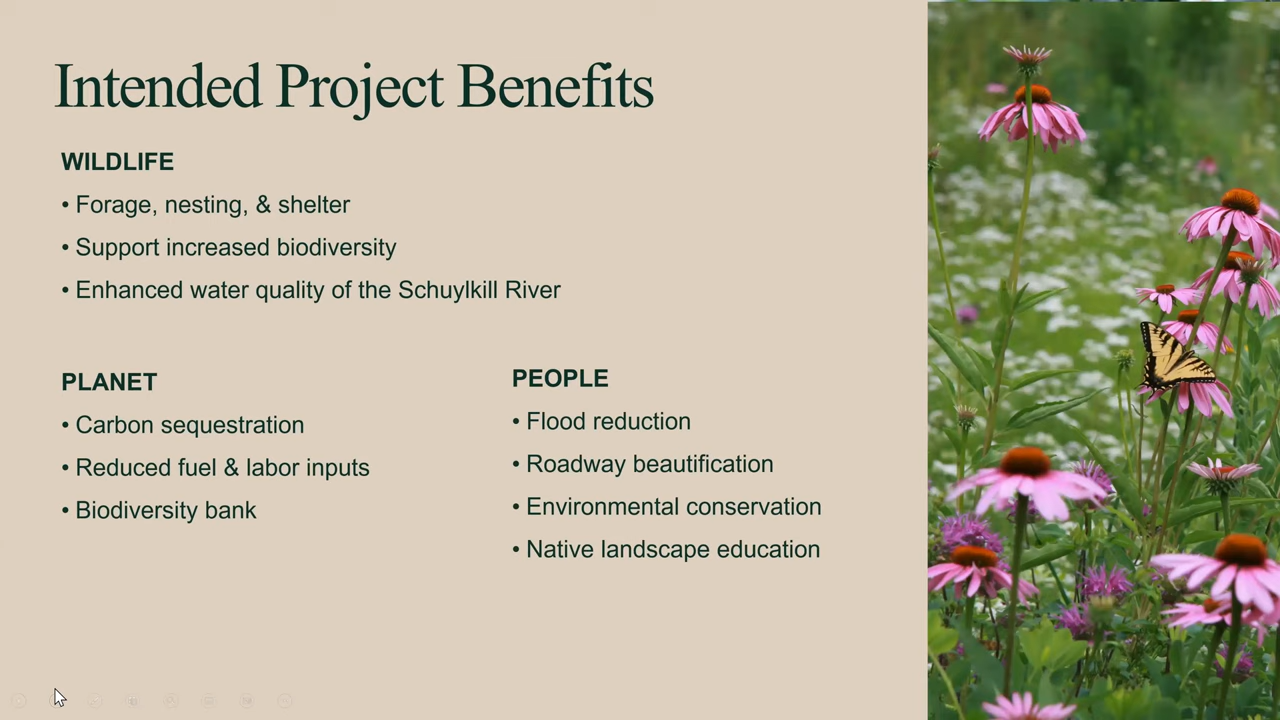 Intended Project Benefits
WILDLIFE
• Forage, nesting, & shelter
• Support increased biodiversity
• Enhanced water quality of the Schuylkill River
PLANET
• Carbon sequestration
• Reduced fuel & labor inputs
• Biodiversity bank
PEOPLE
• Flood reduction
• Roadway beautification
• Environmental conservation
• Native landscape education